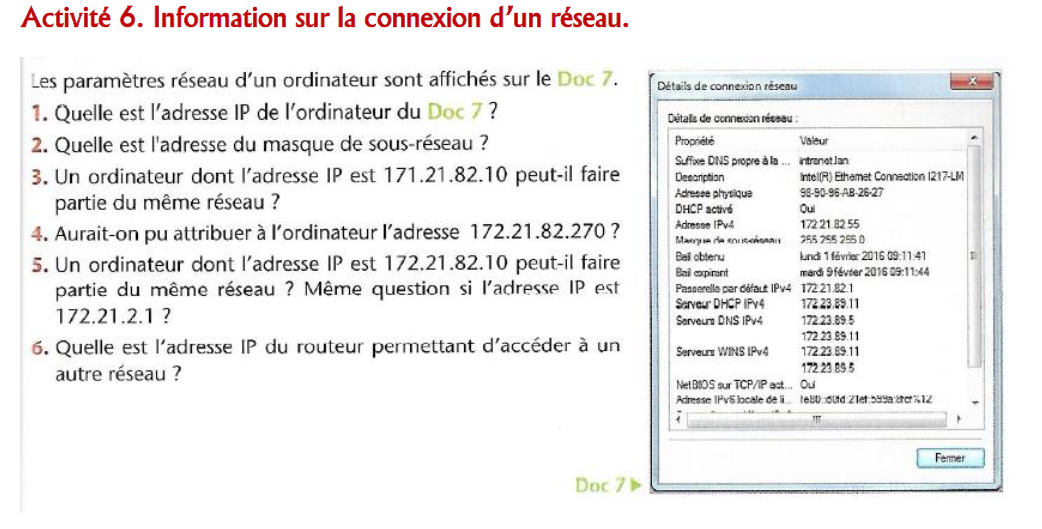 Activité 6. Information sur la connexion d'un réseau.
Les paramètres réseau d'un ordinateur sont affichés sur le Doc 7.
1. Quelle est l'adresse IP de l'ordinateur du Doc 7 ?
2. Quelle est l'adresse du masque de sous-réseau ?
3. Un ordinateur dont l'adresse IP est 171.21.82.10 peut-il faire
partie du même réseau ?
4. Aurait-on pu attribuer à l'ordinateur l'adresse 172.21.82.270 ?
5. Un ordinateur dont l'adresse IP est 172.21.82.10 peut-il faire
partie du même réseau ? Même question si l'adresse IP est
172.21.2.1 ?
6. Quelle est l'adresse IP du routeur permettant d'accéder à un
autre réseau ?
Doc 7
Détails de connexion réseau
Détails de connexion réseau :
Propriété Valeur
Suffixe DNS propre à la ... intranet.lan
Description Intel(R) Ethernet Connection I217-LM
Adresse physique 98-90-96-AB-26-27
DHCP activé Oui
Adresse IPv4 172.21.82.55
Masque de sous-réseau 255.255.255.0
Bail obtenu lundi 1 février 2016 09:11:41
Bail expirant mardi 9 février 2016 09:11:44
Passerelle par défaut IPv4 172.21.82.1
Serveur DHCP IPv4 172.23.89.11
Serveurs DNS IPv4 172.23.89.5
172.23.89.11
Serveurs WINS IPv4 172.23.89.11
172.23.89.5
NetBIOS sur TCP/IP act... Oui
Adresse IPv6 locale de li...
Fermer